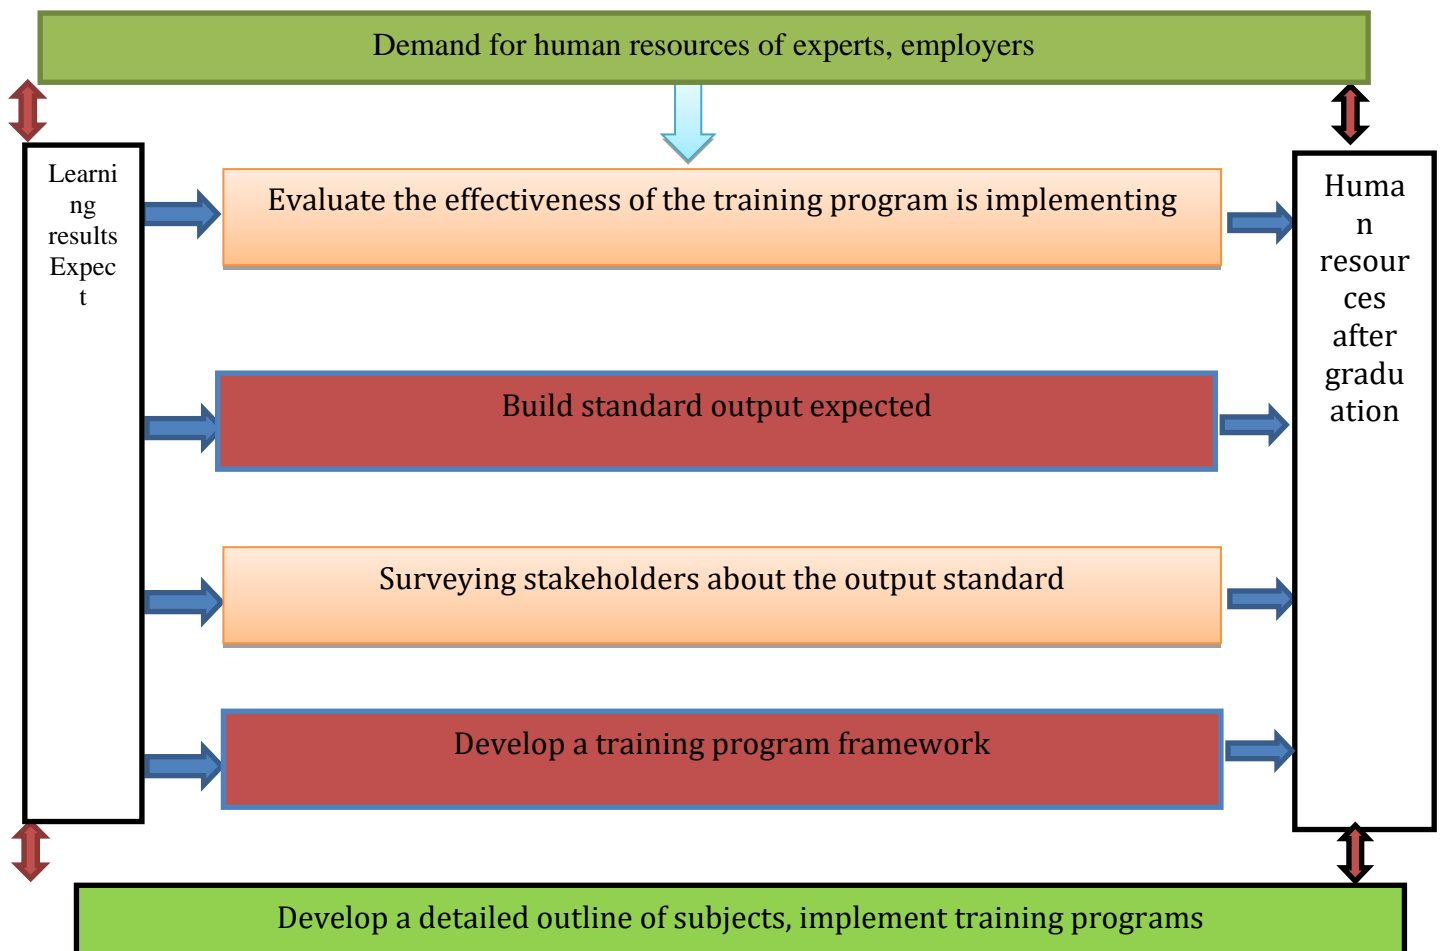 Demand for human resources of experts, employers
Learni
ng
results
Expec
t
Evaluate the effectiveness of the training program is implementing
Build standard output expected
Surveying stakeholders about the output standard
Develop a training program framework
Huma
n
resour
ces
after
gradu
ation
Develop a detailed outline of subjects, implement training programs